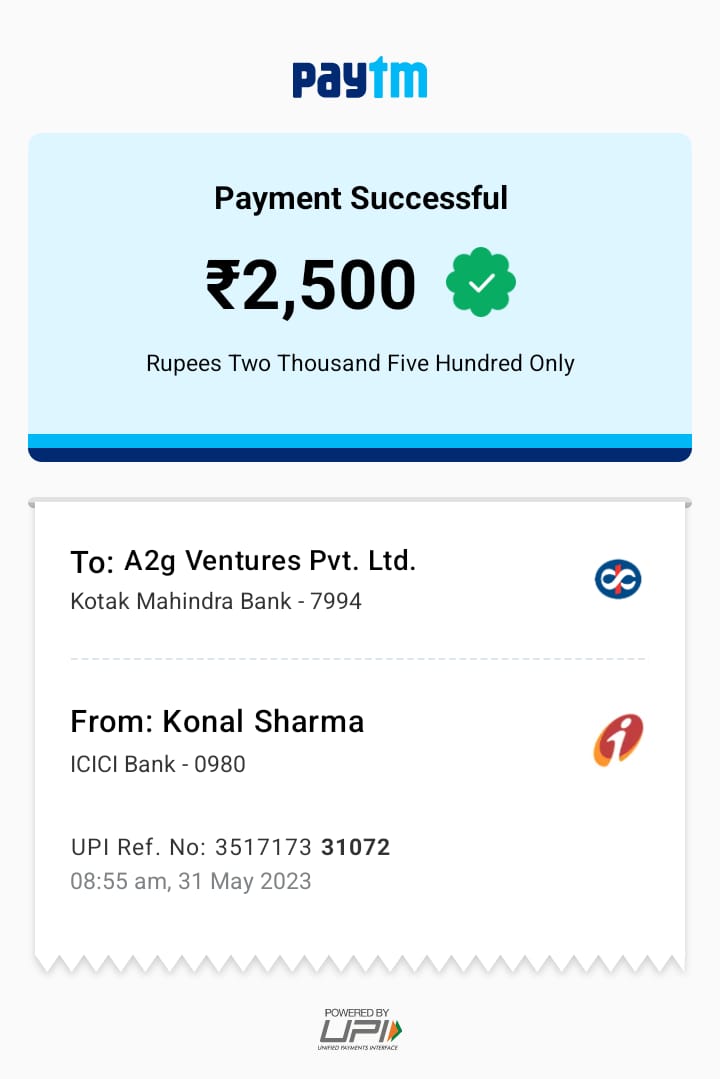 paytm
Payment Successful
₹2,500
Rupees Two Thousand Five Hundred Only
To: A2g Ventures Pvt. Ltd.
Kotak Mahindra Bank - 7994
From: Konal Sharma
ICICI Bank - 0980
UPI Ref. No: 3517173 31072
08:55 am, 31 May 2023
POWERED BY
UPI
UNIFIED PAYMENTS INTERFACE